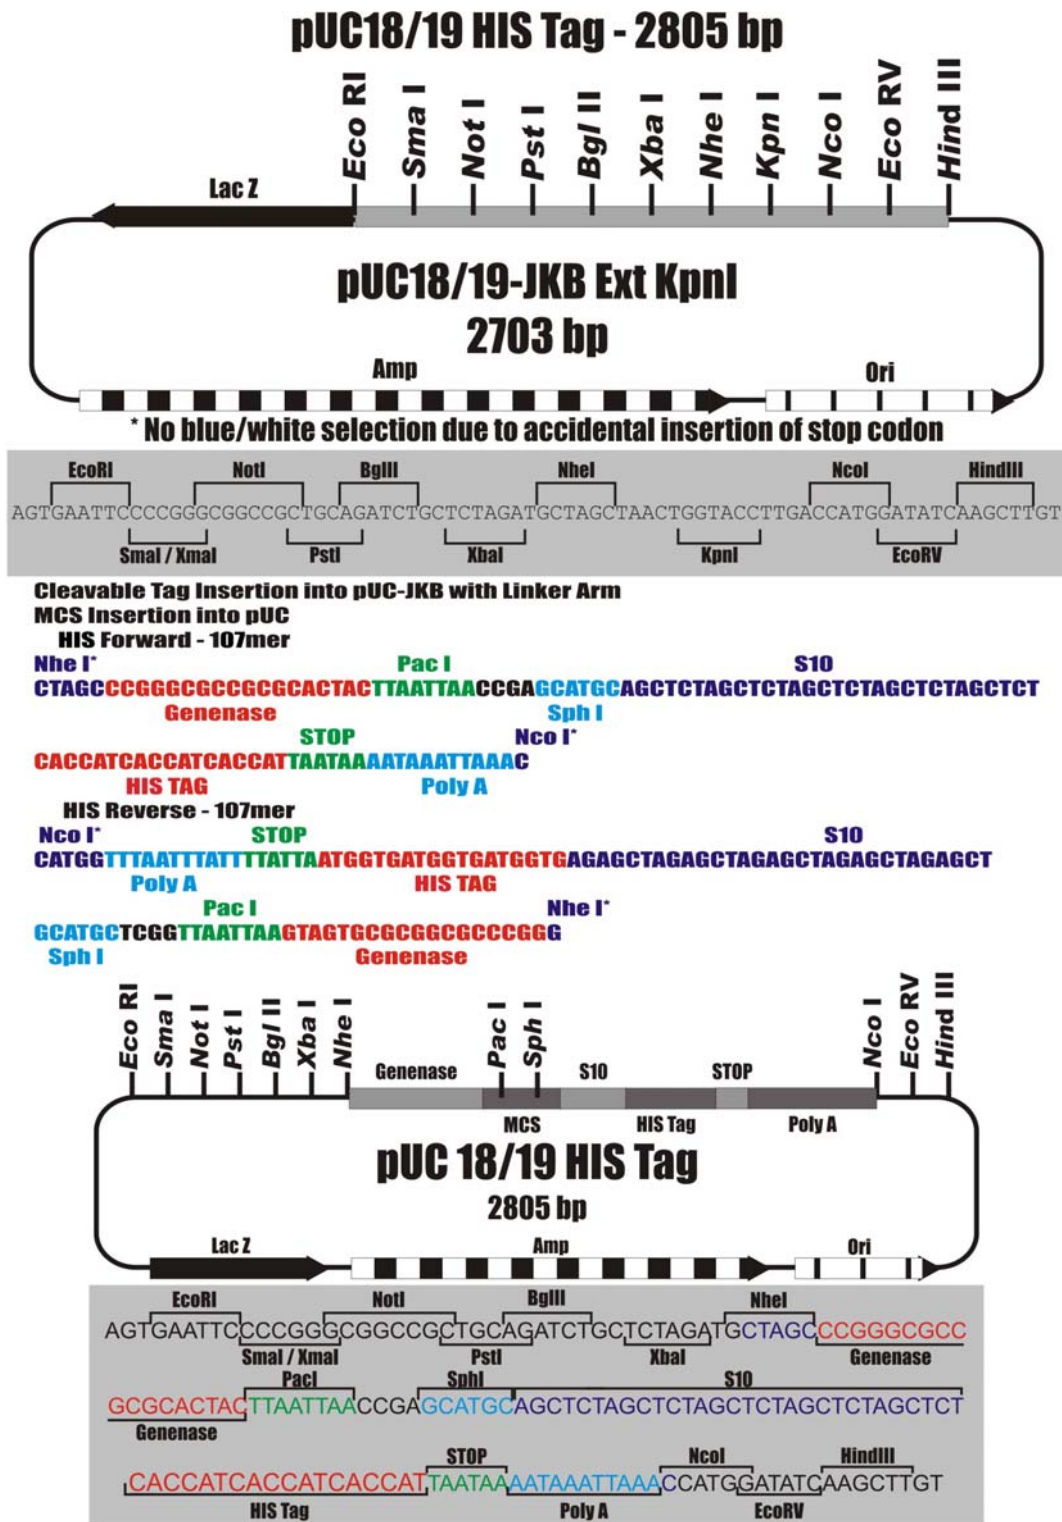 pUC18/19 HIS Tag - 2805 bp
Eco RI Sma I Not I Pst I Bgl II Xba I Nhe I Kpn I Nco I Eco RV Hind III
Lac Z
pUC18/19-JKB Ext KpnI
2703 bp
Amp Ori
* No blue/white selection due to accidental insertion of stop codon
EcoRI NotI BglII NheI NcoI HindIII
AGTGAATTCCCCGGGCGGCCGCTGCAGATCTGCTCTAGATGCTAGCTAACTGGTACCTTGACCATGGATATCAAGCTTGT
SmaI / XmaI PstI XbaI KpnI EcoRV
Cleavable Tag Insertion into pUC-JKB with Linker Arm
MCS Insertion into pUC
HIS Forward - 107mer
Nhe I* Pac I S10
CTAGCCCGGGCGCCGCGCACTACTTAATTAACCGAGCATGCAGCTCTAGCTCTAGCTCTAGCTCTAGCTCT
Genenase Sph I
STOP Nco I*
CACCATCACCATCACCATTAATAAAATAAATTAAAC
HIS TAG Poly A
HIS Reverse - 107mer
Nco I* STOP S10
CATGGTTTAATTTATTTTATTAATGGTGATGGTGATGGTGAGAGCTAGAGCTAGAGCTAGAGCTAGAGCT
Poly A HIS TAG
Pac I Nhe I*
GCATGCTCGGTTAATTAAGTAGTGCGCGGCGCCCGGG
Sph I Genenase
Eco RI Sma I Not I Pst I Bgl II Xba I Nhe I Pac I Sph I Nco I Eco RV Hind III
Genenase S10 STOP
MCS HIS Tag Poly A
pUC 18/19 HIS Tag
2805 bp
Lac Z Amp Ori
EcoRI NotI BglII NheI
AGTGAATTCCCCGGGCGGCCGCTGCAGATCTGCTCTAGATGCTAGCCCGGGCGCC
SmaI / XmaI PstI XbaI Genenase
PacI SphI S10
GCGCACTACTTAATTAACCGAGCATGCAGCTCTAGCTCTAGCTCTAGCTCTAGCTCT
Genenase
STOP NcoI HindIII
CACCATCACCATCACCATTAATAAAATAAATTAAACCATGGATATCAAGCTTGT
HIS Tag Poly A EcoRV